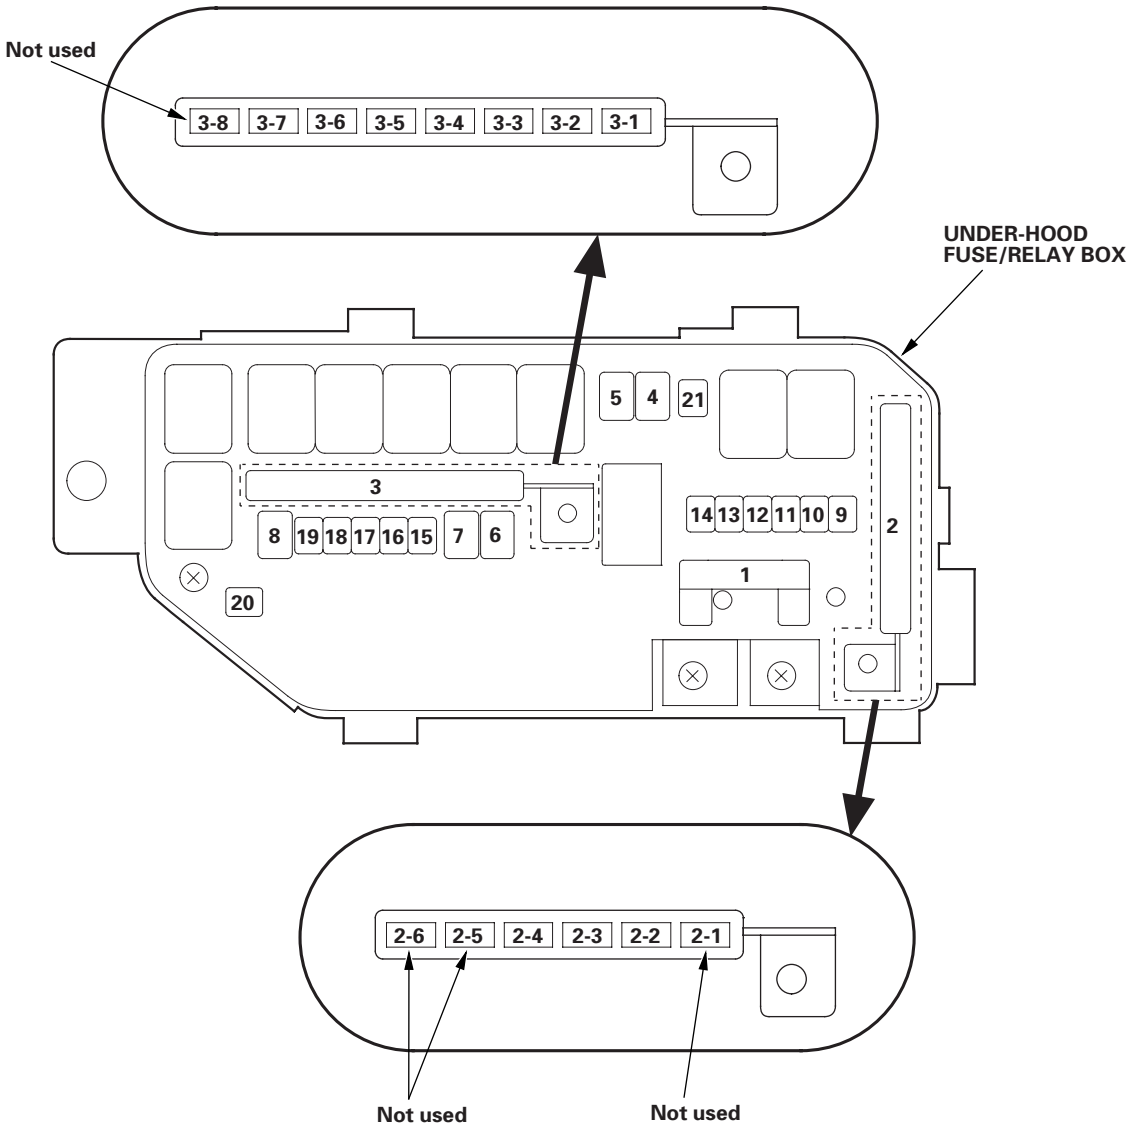 Not used
3-8 3-7 3-6 3-5 3-4 3-3 3-2 3-1
UNDER-HOOD
FUSE/RELAY BOX
5 4 21
3
14 13 12 11 10 9
2
8 19 18 17 16 15 7 6
1
20
2-6 2-5 2-4 2-3 2-2 2-1
Not used
Not used